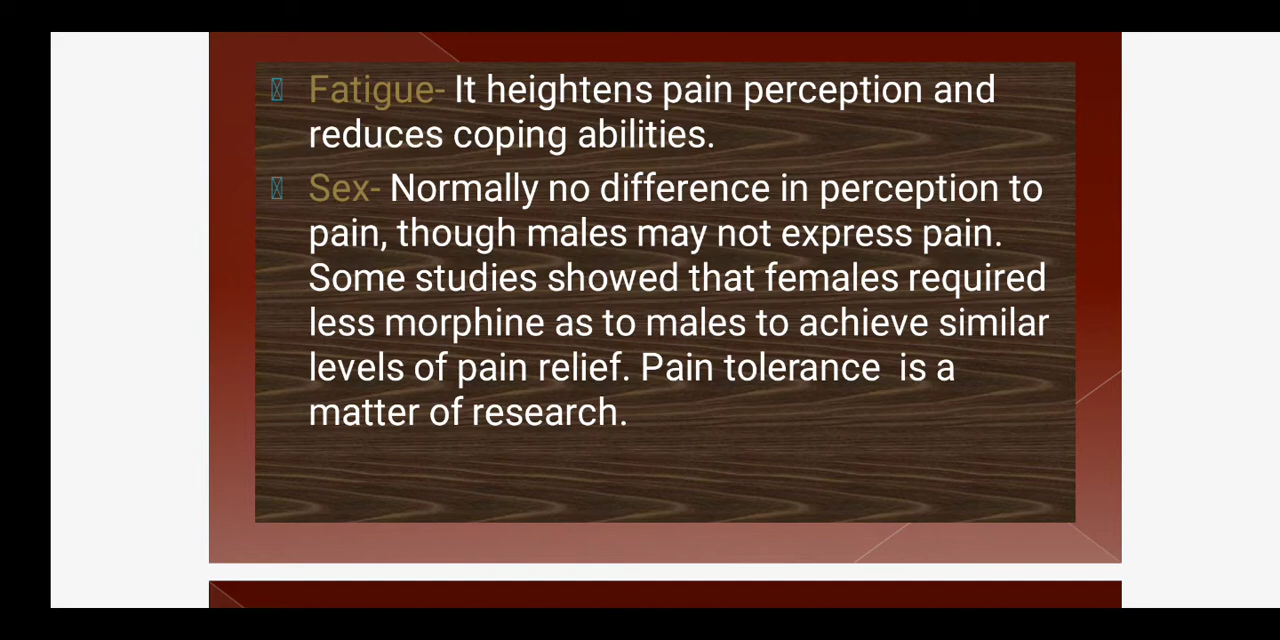 Fatigue- It heightens pain perception and
reduces coping abilities.
Sex- Normally no difference in perception to
pain, though males may not express pain.
Some studies showed that females required
less morphine as to males to achieve similar
levels of pain relief. Pain tolerance  is a
matter of research.